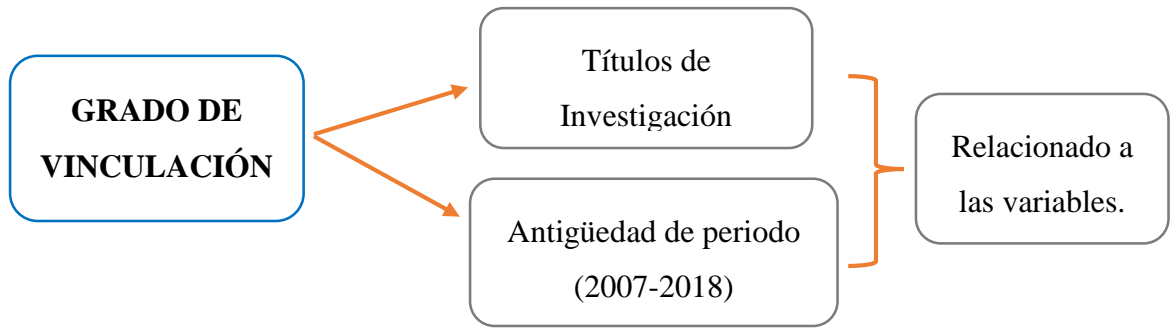 GRADO DE
VINCULACIÓN
Títulos de
Investigación
Antigüedad de periodo
(2007-2018)
Relacionado a
las variables.